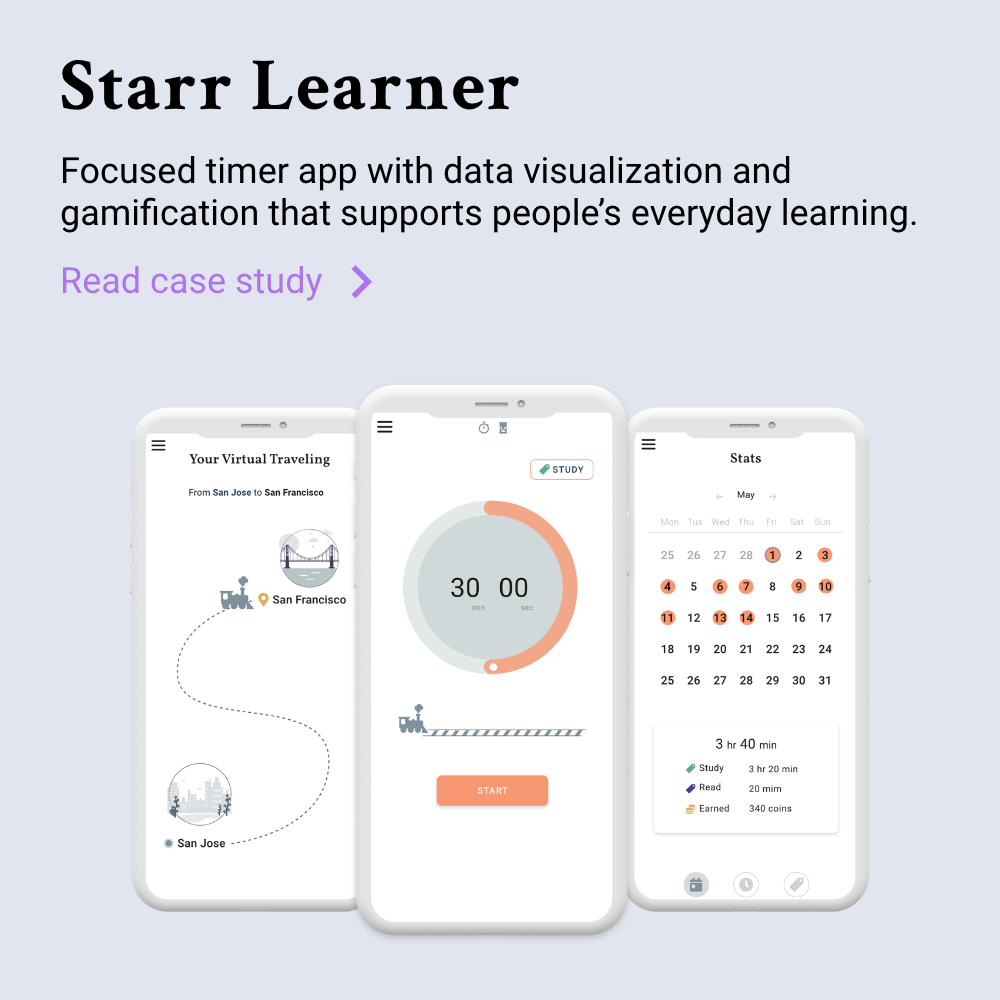 Starr Learner
Focused timer app with data visualization and
gamification that supports people’s everyday learning.
Read case study
Your Virtual Traveling
From San Jose to San Francisco
San Francisco
San Jose
STUDY
30 00
min sec
START
Stats
← May →
Mon Tus Wed Thu Fri Sat Sun
25 26 27 28 1 2 3
4 5 6 7 8 9 10
11 12 13 14 15 16 17
18 19 20 21 22 23 24
25 26 27 28 29 30 31
3 hr 40 min
Study 3 hr 20 min
Read 20 mim
Earned 340 coins